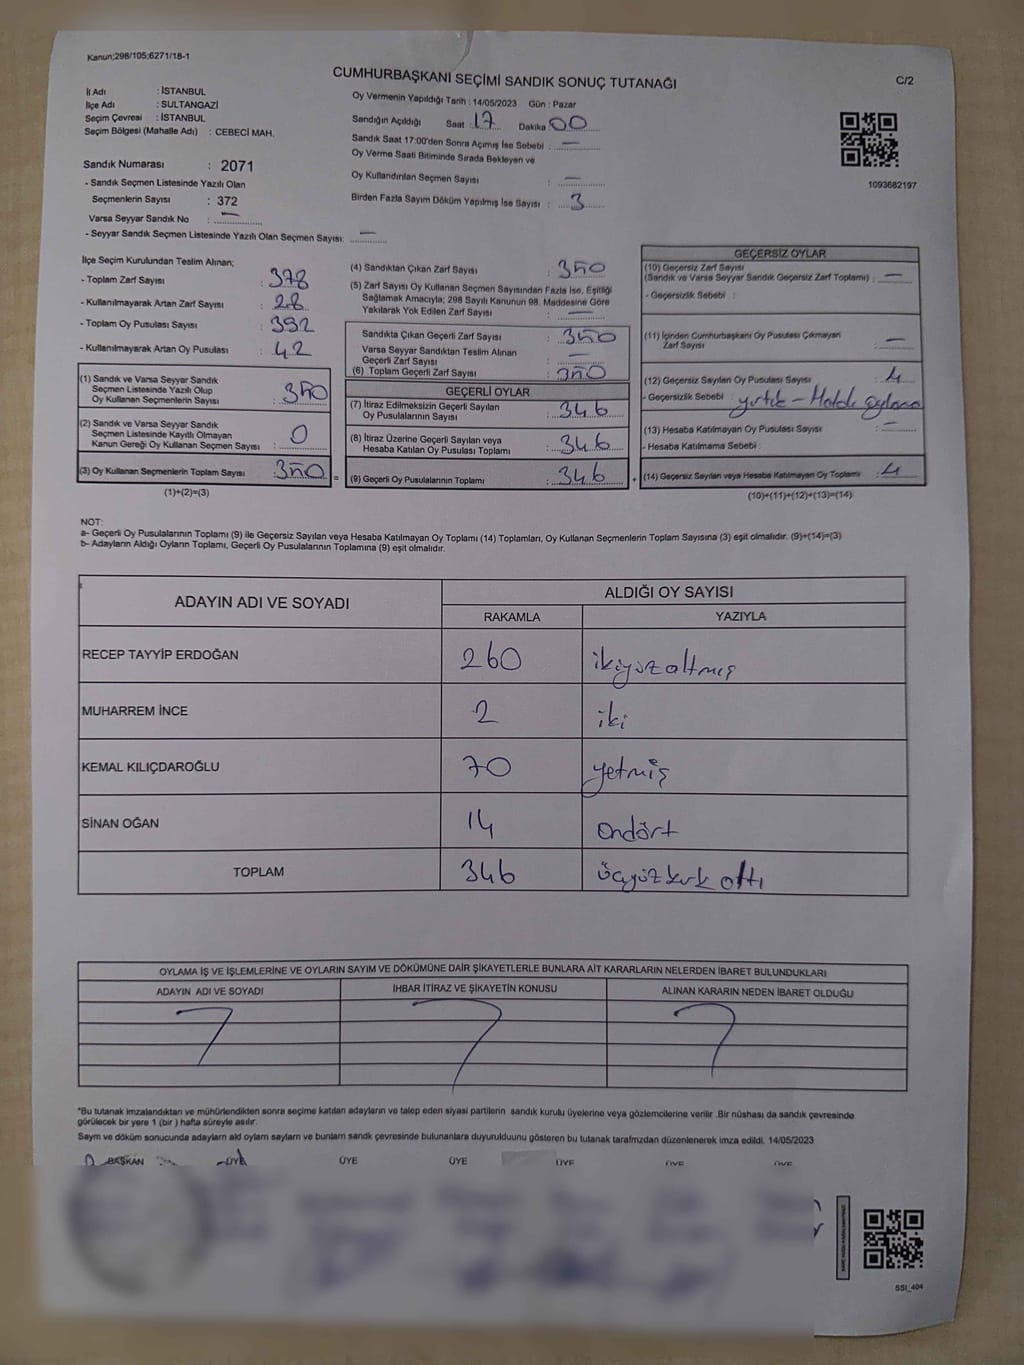 Kanun;298/105;6271/18-1
CUMHURBAŞKANI SEÇİMİ SANDIK SONUÇ TUTANAĞI
C/2
İl Adı : İSTANBUL
İlçe Adı : SULTANGAZİ
Seçim Çevresi : İSTANBUL
Seçim Bölgesi (Mahalle Adı) : CEBECİ MAH.
Sandık Numarası : 2071
- Sandık Seçmen Listesinde Yazılı Olan
Seçmenlerin Sayısı : 372
Varsa Seyyar Sandık No : —
- Seyyar Sandık Seçmen Listesinde Yazılı Olan Seçmen Sayısı: —
Oy Vermenin Yapıldığı Tarih : 14/05/2023 Gün : Pazar
Sandığın Açıldığı Saat : 17 Dakika : 00
Sandık Saat 17:00'den Sonra Açımış İse Sebebi : —
Oy Verme Saati Bitiminde Sırada Bekleyen ve
Oy Kullandırılan Seçmen Sayısı : —
Birden Fazla Sayım Döküm Yapılmış İse Sayısı : 3
1093682197
İlçe Seçim Kurulundan Teslim Alınan;
- Toplam Zarf Sayısı : 378
- Kullanılmayarak Artan Zarf Sayısı : 28
- Toplam Oy Pusulası Sayısı : 392
- Kullanılmayarak Artan Oy Pusulası : 42
(1) Sandık ve Varsa Seyyar Sandık
Seçmen Listesinde Yazılı Olup
Oy Kullanan Seçmenlerin Sayısı : 350
(2) Sandık ve Varsa Seyyar Sandık
Seçmen Listesinde Kayıtlı Olmayan
Kanun Gereği Oy Kullanan Seçmen Sayısı : 0
(3) Oy Kullanan Seçmenlerin Toplam Sayısı : 350 =
(1)+(2)=(3)
(4) Sandıktan Çıkan Zarf Sayısı : 350
(5) Zarf Sayısı Oy Kullanan Seçmen Sayısından Fazla İse, Eşitliği
Sağlamak Amacıyla; 298 Sayılı Kanunun 98. Maddesine Göre
Yakılarak Yok Edilen Zarf Sayısı : —
Sandıkta Çıkan Geçerli Zarf Sayısı : 350
Varsa Seyyar Sandıktan Teslim Alınan
Geçerli Zarf Sayısı : —
(6) Toplam Geçerli Zarf Sayısı : 350
GEÇERLİ OYLAR
(7) İtiraz Edilmeksizin Geçerli Sayılan
Oy Pusulasının Sayısı : 346
(8) İtiraz Üzerine Geçerli Sayılan veya
Hesaba Katılan Oy Pusulası Toplamı : 346
(9) Geçerli Oy Pusulalarının Toplamı : 346 +
GEÇERSİZ OYLAR
(10) Geçersiz Zarf Sayısı
(Sandık ve Varsa Seyyar Sandık Geçersiz Zarf Toplamı) : —
- Geçersizlik Sebebi :
(11) İçinden Cumhurbaşkanı Oy Pusulası Çıkmayan
Zarf Sayısı : —
(12) Geçersiz Sayılan Oy Pusulası Sayısı : 4
- Geçersizlik Sebebi : yırtık - Hatalı oylama
(13) Hesaba Katılmayan Oy Pusulası Sayısı : —
- Hesaba Katılmama Sebebi :
(14) Geçersiz Sayılan veya Hesaba Katılmayan Oy Toplamı : 4
(10)+(11)+(12)+(13)=(14)
NOT:
a- Geçerli Oy Pusulalarının Toplamı (9) ile Geçersiz Sayılan veya Hesaba Katılmayan Oy Toplamı (14) Toplamları, Oy Kullanan Seçmenlerin Toplam Sayısına (3) eşit olmalıdır. (9)+(14)=(3)
b- Adayların Aldığı Oyların Toplamı, Geçerli Oy Pusulalarının Toplamına (9) eşit olmalıdır.
ADAYIN ADI VE SOYADI ALDIĞI OY SAYISI
RAKAMLA YAZIYLA
RECEP TAYYİP ERDOĞAN 260 ikiyüzaltmış
MUHARREM İNCE 2 iki
KEMAL KILIÇDAROĞLU 70 yetmiş
SİNAN OĞAN 14 ondört
TOPLAM 346 üçyüz kırk altı
OYLAMA İŞ VE İŞLEMLERİNE VE OYLARIN SAYIM VE DÖKÜMÜNE DAİR ŞİKAYETLERLE BUNLARA AİT KARARLARIN NELERDEN İBARET BULUNDUKLARI
ADAYIN ADI VE SOYADI İHBAR İTİRAZ VE ŞİKAYETİN KONUSU ALINAN KARARIN NEDEN İBARET OLDUĞU
*Bu tutanak imzalandıktan ve mühürlendikten sonra seçime katılan adayların ve talep eden siyasi partilerin sandık kurulu üyelerine veya gözlemcilerine verilir .Bir nüshası da sandık çevresinde
görülecek bir yere 1 (bir ) hafta süreyle asılır.
Sayım ve döküm sonucunda adayların ald oyların sayların ve bunlarn sandk çevresinde bulunanlara duyurulduunu gösteren bu tutanak tarafmzdan düzenlenerek imza edildi. 14/05/2023
BAŞKAN ÜYE ÜYE ÜYE ÜYE ÜYE ÜYE
SSI_404